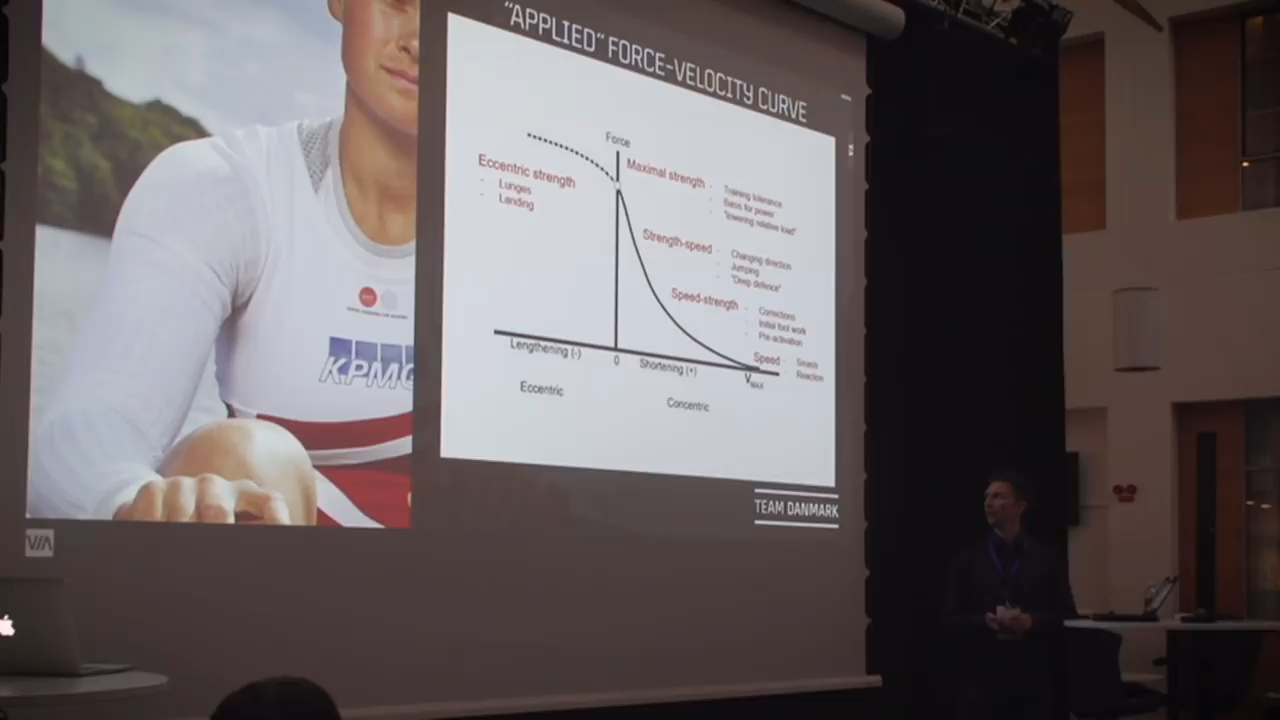 "APPLIED" FORCE-VELOCITY CURVE
Force
Eccentric strength
- Lunges
- Landing
Maximal strength
- Training tolerance
- Basis for power
- "lowering relative load"
Strength-speed
- Changing direction
- Jumping
- "Deep defence"
Speed-strength
- Corrections
- Initial foot work
- Pre-activation
Speed
- Smash
- Reaction
Lengthening (-)
0
Shortening (+)
VMAX
Eccentric
Concentric
KPMG
TEAM DANMARK
VIA